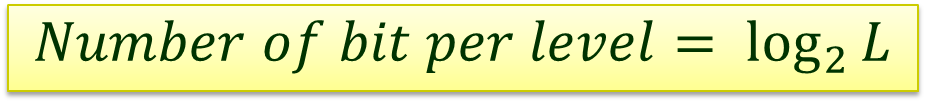 Number of bit per level = log₂ L